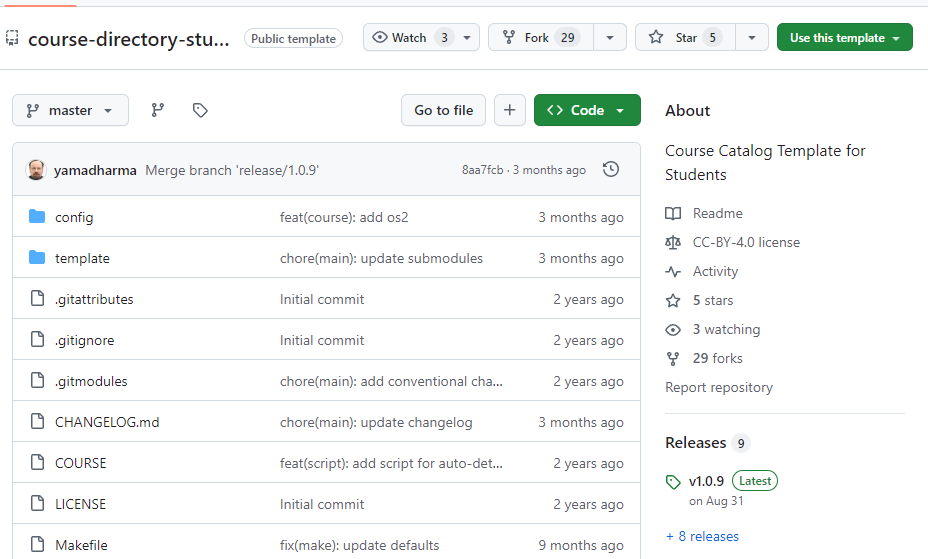 course-directory-stu... Public template Watch 3 Fork 29 Star 5 Use this template
master Go to file + Code
yamadharma Merge branch 'release/1.0.9' 8aa7fcb · 3 months ago
config feat(course): add os2 3 months ago
template chore(main): update submodules 3 months ago
.gitattributes Initial commit 2 years ago
.gitignore Initial commit 2 years ago
.gitmodules chore(main): add conventional cha... 2 years ago
CHANGELOG.md chore(main): update changelog 3 months ago
COURSE feat(script): add script for auto-det... 2 years ago
LICENSE Initial commit 2 years ago
Makefile fix(make): update defaults 9 months ago
About
Course Catalog Template for
Students
Readme
CC-BY-4.0 license
Activity
5 stars
3 watching
29 forks
Report repository
Releases 9
v1.0.9 Latest
on Aug 31
+ 8 releases